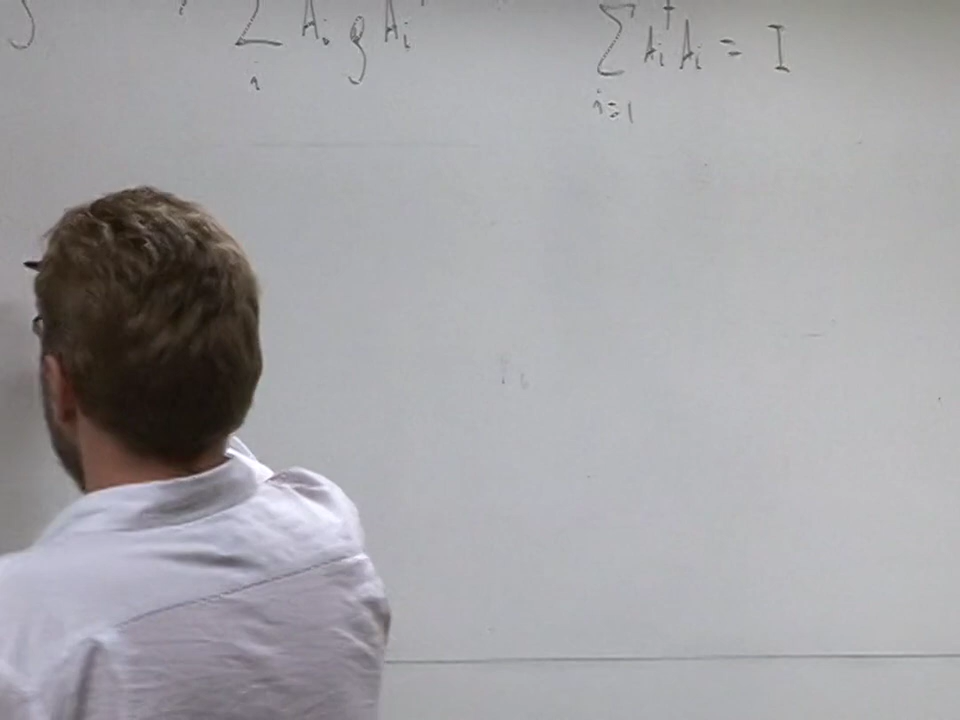 ∑ᵢ Aᵢ ρ Aᵢ† ∑ᵢ₌₁ Aᵢ† Aᵢ = I